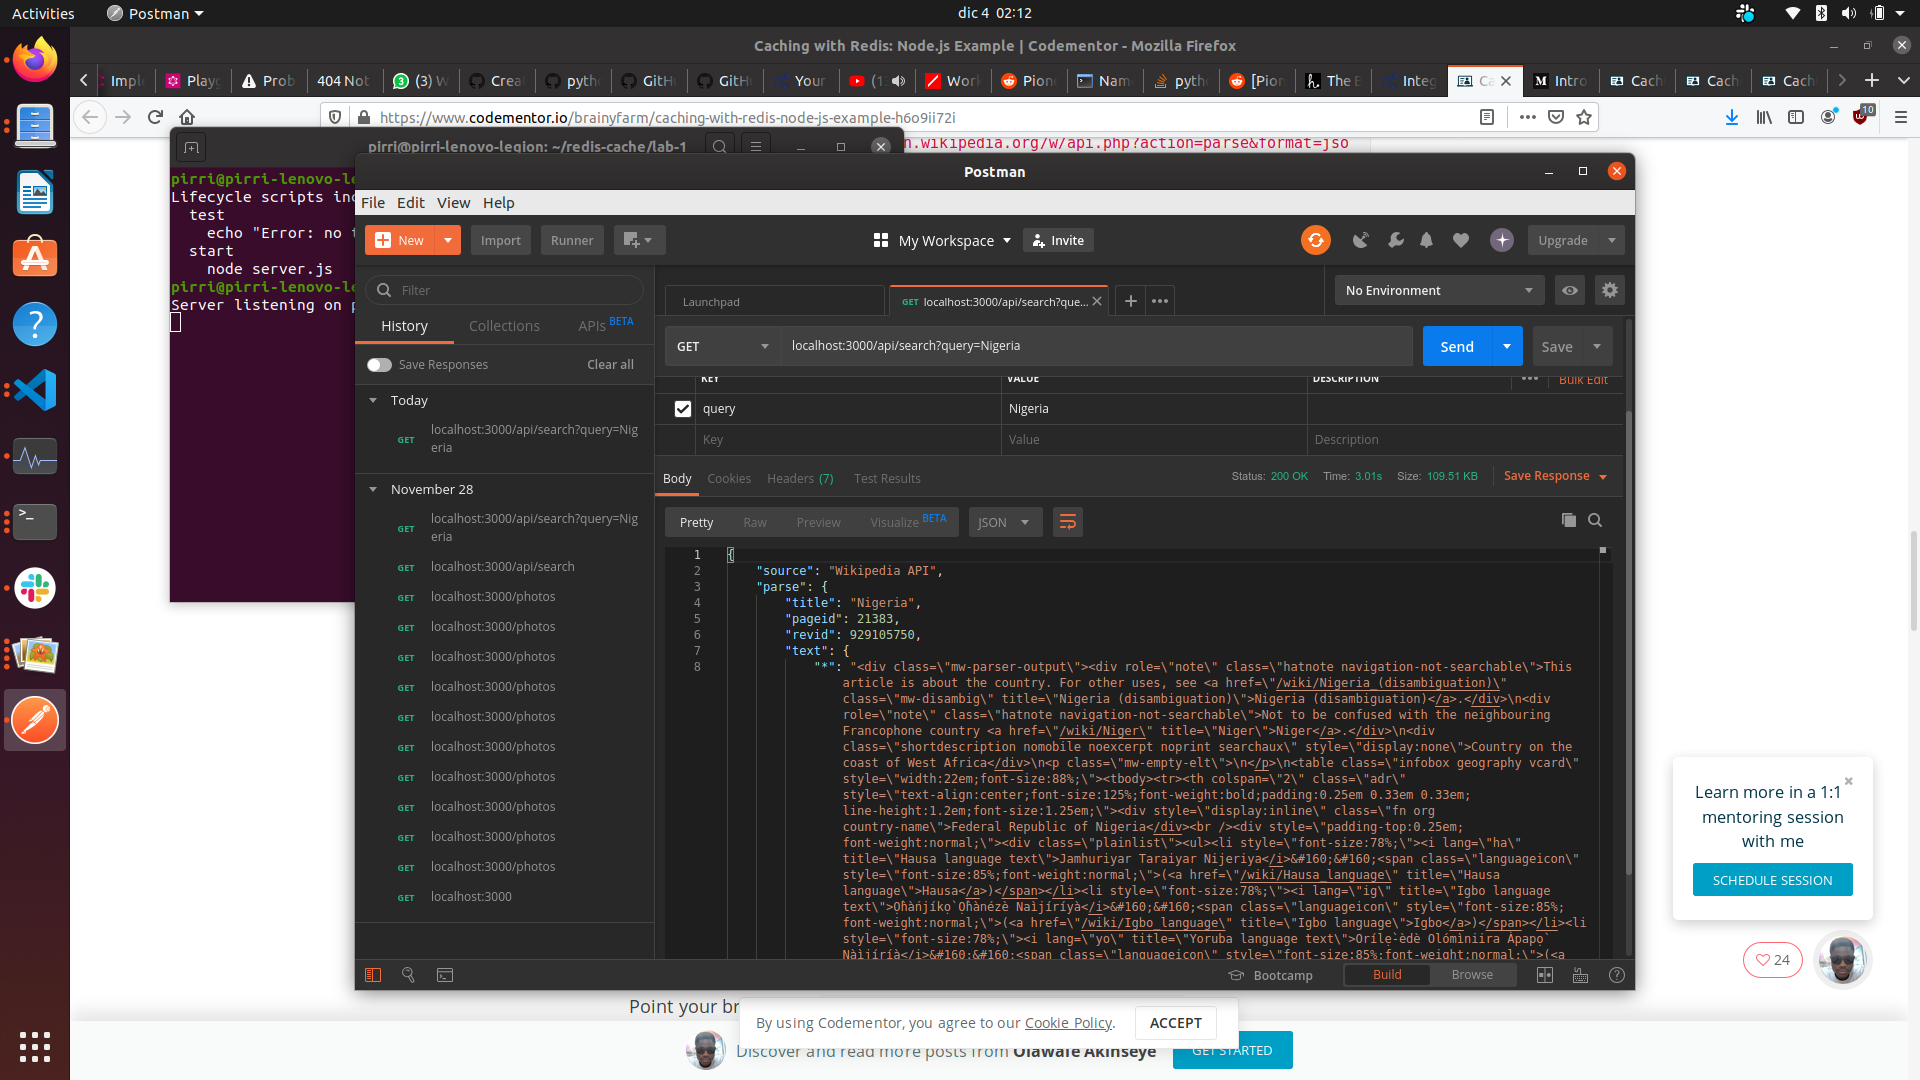 Activities
Postman
dic 4 02:12
Caching with Redis: Node.js Example | Codementor - Mozilla Firefox
Imple
Playg
Prob
404 Not
(3) W
Crea
pyth
GitHu
GitHu
Your
(1
Work
Pione
Nam
pyth
[Pion
The E
Integ
Ca
Intro
Cach
Cach
Cach
https://www.codementor.io/brainyfarm/caching-with-redis-node-js-example-h6o9ii72i
10
pirri@pirri-lenovo-legion: ~/redis-cache/lab-1
n.wikipedia.org/w/api.php?action=parse&format=jso
pirri@pirri-lenovo-le
Lifecycle scripts inc
test
echo "Error: no t
start
node server.js
pirri@pirri-lenovo-le
Server listening on p
Postman
File Edit View Help
New
Import
Runner
My Workspace
Invite
Upgrade
Filter
History
Collections
APIs BETA
Save Responses
Clear all
Today
GET localhost:3000/api/search?query=Nig
eria
November 28
GET localhost:3000/api/search?query=Nig
eria
GET localhost:3000/api/search
GET localhost:3000/photos
GET localhost:3000/photos
GET localhost:3000/photos
GET localhost:3000/photos
GET localhost:3000/photos
GET localhost:3000/photos
GET localhost:3000/photos
GET localhost:3000/photos
GET localhost:3000/photos
GET localhost:3000/photos
GET localhost:3000
Launchpad
GET localhost:3000/api/search?que...
No Environment
GET
localhost:3000/api/search?query=Nigeria
Send
Save
KEY VALUE DESCRIPTION
Bulk Edit
query Nigeria
Key Value Description
Body
Cookies
Headers (7)
Test Results
Status: 200 OK
Time: 3.01s
Size: 109.51 KB
Save Response
Pretty
Raw
Preview
Visualize BETA
JSON
1 {
2 "source": "Wikipedia API",
3 "parse": {
4 "title": "Nigeria",
5 "pageid": 21383,
6 "revid": 929105750,
7 "text": {
8 "*": "<div class=\"mw-parser-output\"><div role=\"note\" class=\"hatnote navigation-not-searchable\">This
article is about the country. For other uses, see <a href=\"/wiki/Nigeria_(disambiguation)\"
class=\"mw-disambig\" title=\"Nigeria (disambiguation)\">Nigeria (disambiguation)</a>.</div>\n<div
role=\"note\" class=\"hatnote navigation-not-searchable\">Not to be confused with the neighbouring
Francophone country <a href=\"/wiki/Niger\" title=\"Niger\">Niger</a>.</div>\n<div
class=\"shortdescription nomobile noexcerpt noprint searchaux\" style=\"display:none\">Country on the
coast of West Africa</div>\n<p class=\"mw-empty-elt\">\n</p>\n<table class=\"infobox geography vcard\"
style=\"width:22em;font-size:88%;\"><tbody><tr><th colspan=\"2\" class=\"adr\"
style=\"text-align:center;font-size:125%;font-weight:bold;padding:0.25em 0.33em 0.33em;
line-height:1.2em;font-size:1.25em;\"><div style=\"display:inline\" class=\"fn org
country-name\">Federal Republic of Nigeria</div><br /><div style=\"padding-top:0.25em;
font-weight:normal;\"><div class=\"plainlist\"><ul><li style=\"font-size:78%;\"><i lang=\"ha\"
title=\"Hausa language text\">Jamhuriyar Taraiyar Nijeriya</i>&#160;&#160;<span class=\"languageicon\"
style=\"font-size:85%;font-weight:normal;\">(<a href=\"/wiki/Hausa_language\" title=\"Hausa
language\">Hausa</a>)</span></li><li style=\"font-size:78%;\"><i lang=\"ig\" title=\"Igbo language
text\">Ọ̀hàńjíkọ̀ Ọ̀hànézè Naìjíríyà</i>&#160;&#160;<span class=\"languageicon\" style=\"font-size:85%;
font-weight:normal;\">(<a href=\"/wiki/Igbo_language\" title=\"Igbo language\">Igbo</a>)</span></li><li
style=\"font-size:78%;\"><i lang=\"yo\" title=\"Yoruba language text\">Orílẹ̀-èdè Olómìniira Àpapọ̀
Nàìjíríà</i>&#160;&#160;<span class=\"languageicon\" style=\"font-size:85%;font-weight:normal;\">(<a
Bootcamp
Build
Browse
Learn more in a 1:1
mentoring session
with me
SCHEDULE SESSION
24
Point your br
By using Codementor, you agree to our Cookie Policy.
ACCEPT
Discover and read more posts from Olawale Akinseye
GET STARTED